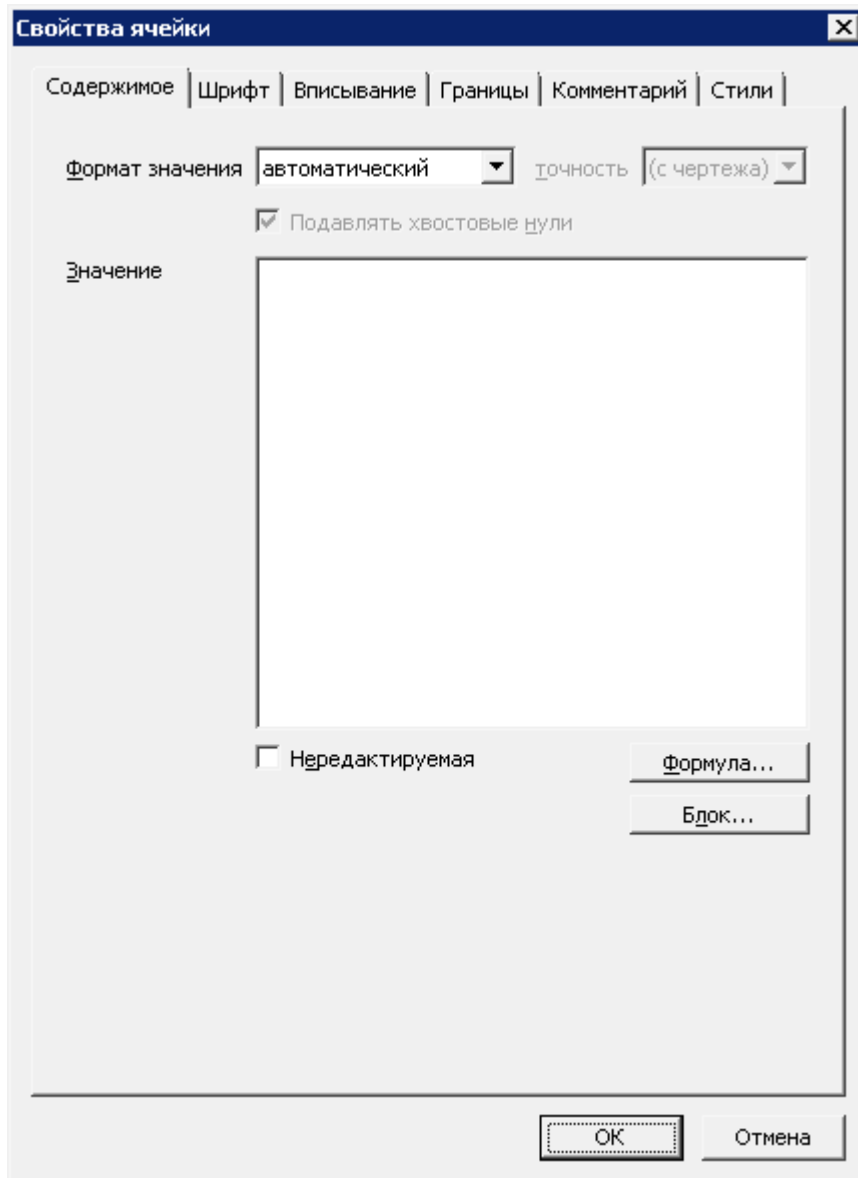 Свойства ячейки
Содержимое Шрифт Вписывание Границы Комментарий Стили
Формат значения автоматический точность (с чертежа)
Подавлять хвостовые нули
Значение
Нередактируемая Формула...
Блок...
ОК Отмена